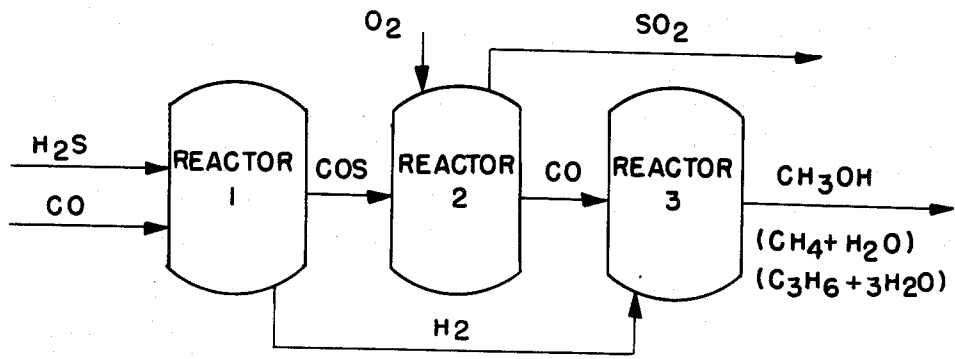 O2
SO2
H2S
CO
REACTOR
1
COS
REACTOR
2
CO
REACTOR
3
CH3OH
(CH4+H2O)
(C3H6+3H2O)
H2